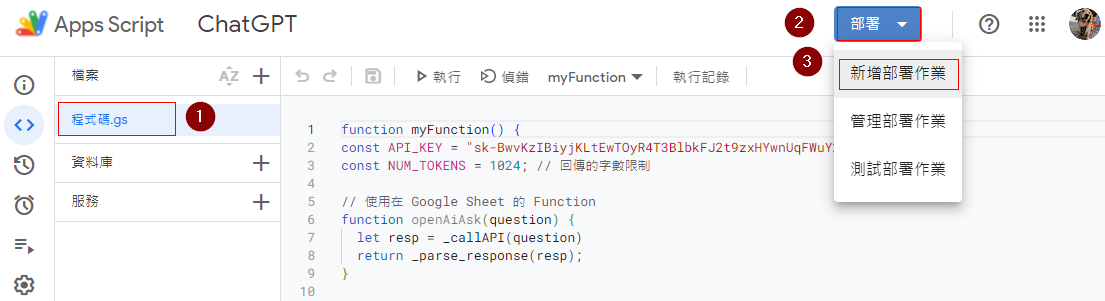 Apps Script ChatGPT 2 部署
3
檔案 AZ 執行 偵錯 myFunction 執行記錄 新增部署作業
程式碼.gs 1
管理部署作業
資料庫
測試部署作業
服務
1 function myFunction() {
2 const API_KEY = "sk-BwvKzIBiyjKLtEwTOyR4T3BlbkFJ2t9zxHYwnUqFWuY
3 const NUM_TOKENS = 1024; // 回傳的字數限制
4
5 // 使用在 Google Sheet 的 Function
6 function openAiAsk(question) {
7 let resp = _callAPI(question)
8 return _parse_response(resp);
9 }
10